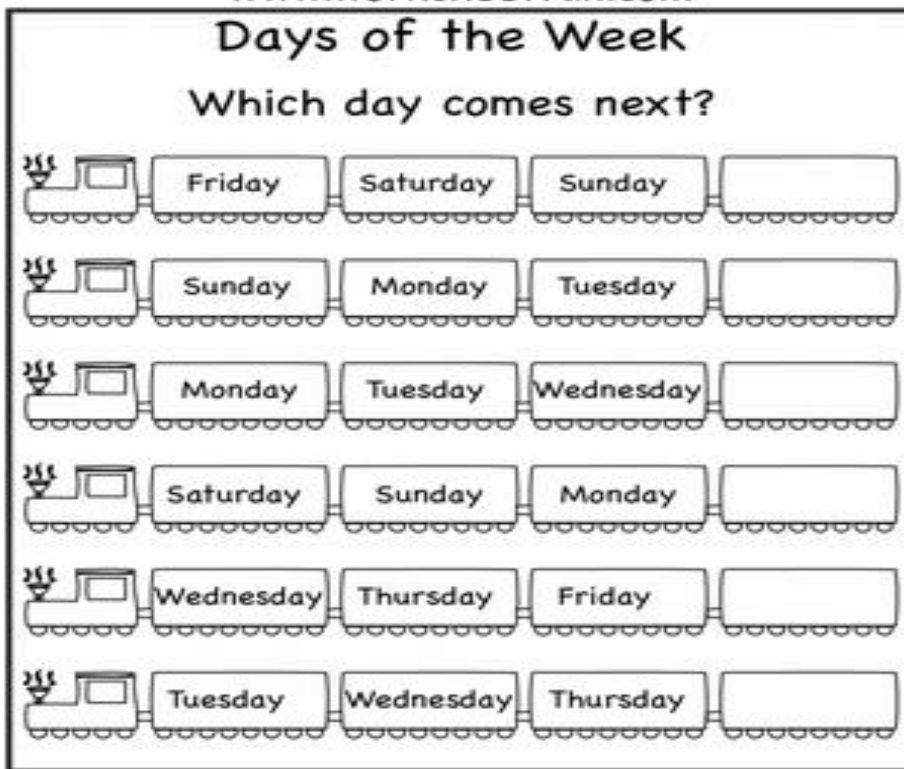 Days of the Week
Which day comes next?
Friday Saturday Sunday
Sunday Monday Tuesday
Monday Tuesday Wednesday
Saturday Sunday Monday
Wednesday Thursday Friday
Tuesday Wednesday Thursday